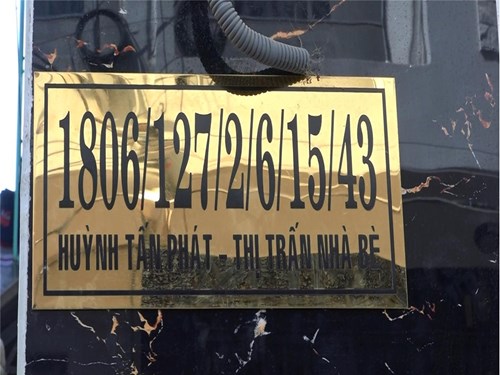 1806/127/2/6/15/43
HUỲNH TẤN PHÁT - THỊ TRẤN NHÀ BÈ